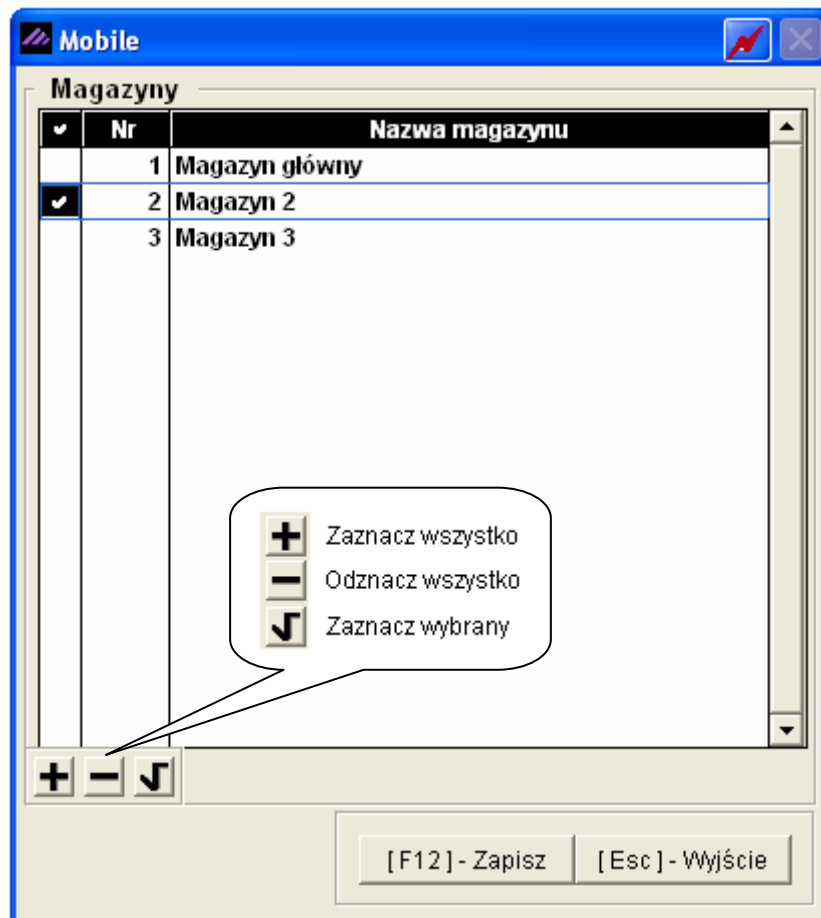 Mobile
Magazyny
Nr Nazwa magazynu
1 Magazyn główny
2 Magazyn 2
3 Magazyn 3
Zaznacz wszystko
Odznacz wszystko
Zaznacz wybrany
[ F12 ] - Zapisz [ Esc ] - Wyjście